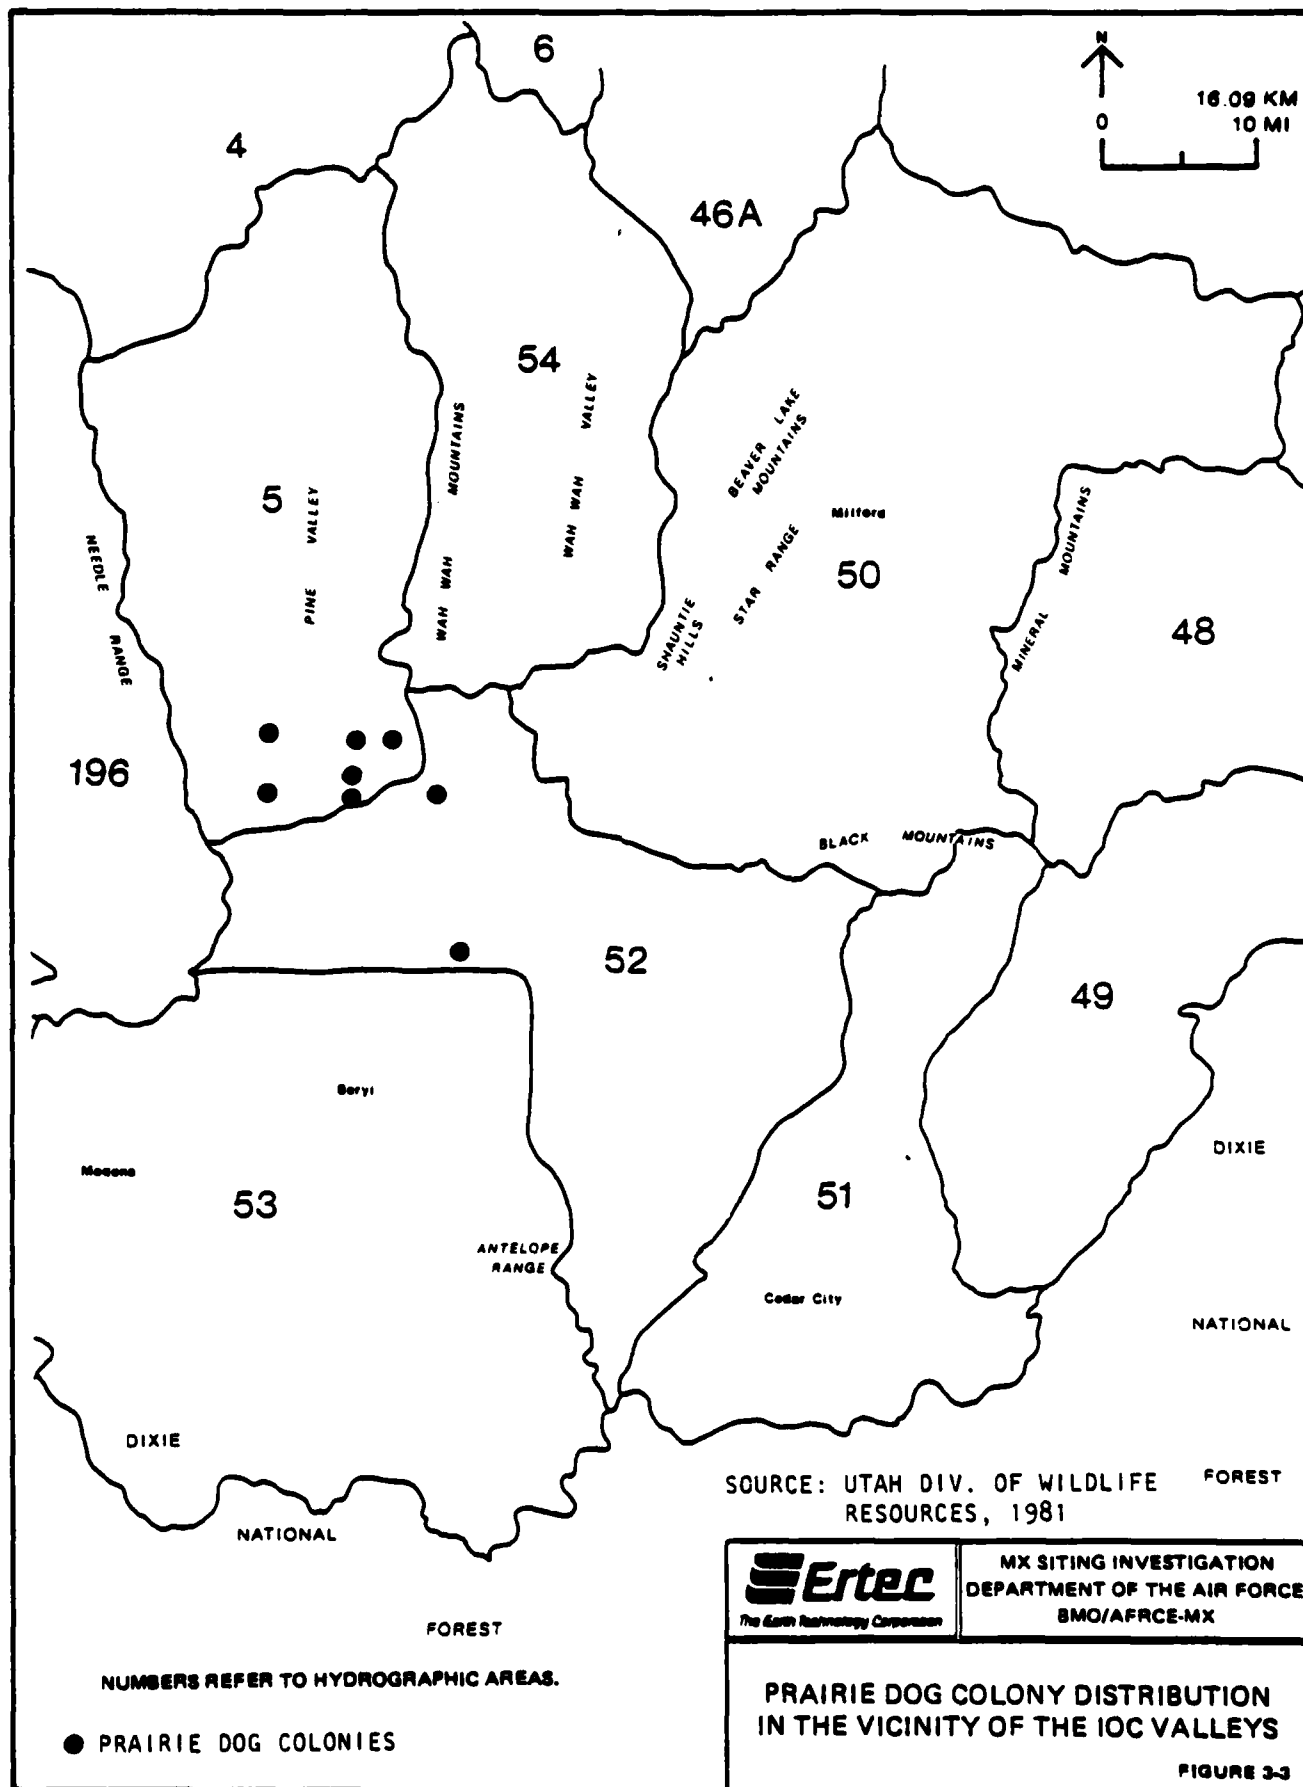 6
N
16.09 KM
0
10 MI
4
46A
54
WAH WAH MOUNTAINS
WAH WAH VALLEY
BEAVER LAKE
MOUNTAINS
5
PINE VALLEY
Milford
STAR RANGE
50
MINERAL MOUNTAINS
NEEDLE RANGE
SHAUNTIE
HILLS
48
196
BLACK MOUNTAINS
52
49
Beryl
Modena
53
51
DIXIE
ANTELOPE
RANGE
Cedar City
NATIONAL
DIXIE
SOURCE: UTAH DIV. OF WILDLIFE
RESOURCES, 1981
FOREST
NATIONAL
Ertec
The Earth Technology Corporation
MX SITING INVESTIGATION
DEPARTMENT OF THE AIR FORCE
BMO/AFRCE-MX
FOREST
NUMBERS REFER TO HYDROGRAPHIC AREAS.
PRAIRIE DOG COLONIES
PRAIRIE DOG COLONY DISTRIBUTION
IN THE VICINITY OF THE IOC VALLEYS
FIGURE 3-3